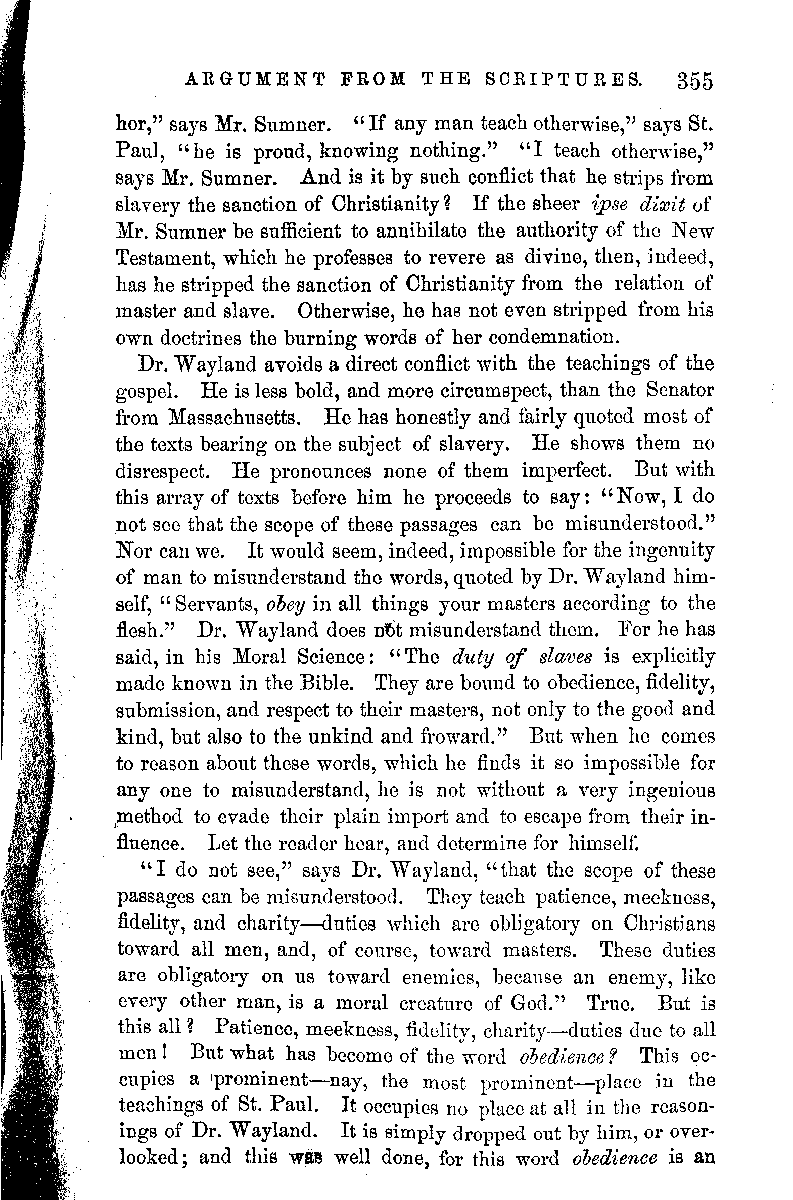 ARGUMENT FROM THE SCRIPTURES. 355
hor,” says Mr. Sumner. “If any man teach otherwise,” says St.
Paul, “he is proud, knowing nothing.” “I teach otherwise,”
says Mr. Sumner. And is it by such conflict that he strips from
slavery the sanction of Christianity? If the sheer ipse dixit of
Mr. Sumner be sufficient to annihilate the authority of the New
Testament, which he professes to revere as divine, then, indeed,
has he stripped the sanction of Christianity from the relation of
master and slave. Otherwise, he has not even stripped from his
own doctrines the burning words of her condemnation.
Dr. Wayland avoids a direct conflict with the teachings of the
gospel. He is less bold, and more circumspect, than the Senator
from Massachusetts. He has honestly and fairly quoted most of
the texts bearing on the subject of slavery. He shows them no
disrespect. He pronounces none of them imperfect. But with
this array of texts before him he proceeds to say: “Now, I do
not see that the scope of these passages can be misunderstood.”
Nor can we. It would seem, indeed, impossible for the ingenuity
of man to misunderstand the words, quoted by Dr. Wayland him-
self, “Servants, obey in all things your masters according to the
flesh.” Dr. Wayland does not misunderstand them. For he has
said, in his Moral Science: “The duty of slaves is explicitly
made known in the Bible. They are bound to obedience, fidelity,
submission, and respect to their masters, not only to the good and
kind, but also to the unkind and froward.” But when he comes
to reason about these words, which he finds it so impossible for
any one to misunderstand, he is not without a very ingenious
method to evade their plain import and to escape from their in-
fluence. Let the reader hear, and determine for himself.
“I do not see,” says Dr. Wayland, “that the scope of these
passages can be misunderstood. They teach patience, meekness,
fidelity, and charity—duties which are obligatory on Christians
toward all men, and, of course, toward masters. These duties
are obligatory on us toward enemies, because an enemy, like
every other man, is a moral creature of God.” True. But is
this all? Patience, meekness, fidelity, charity—duties due to all
men! But what has become of the word obedience? This oc-
cupies a prominent—nay, the most prominent—place in the
teachings of St. Paul. It occupies no place at all in the reason-
ings of Dr. Wayland. It is simply dropped out by him, or over-
looked; and this was well done, for this word obedience is an